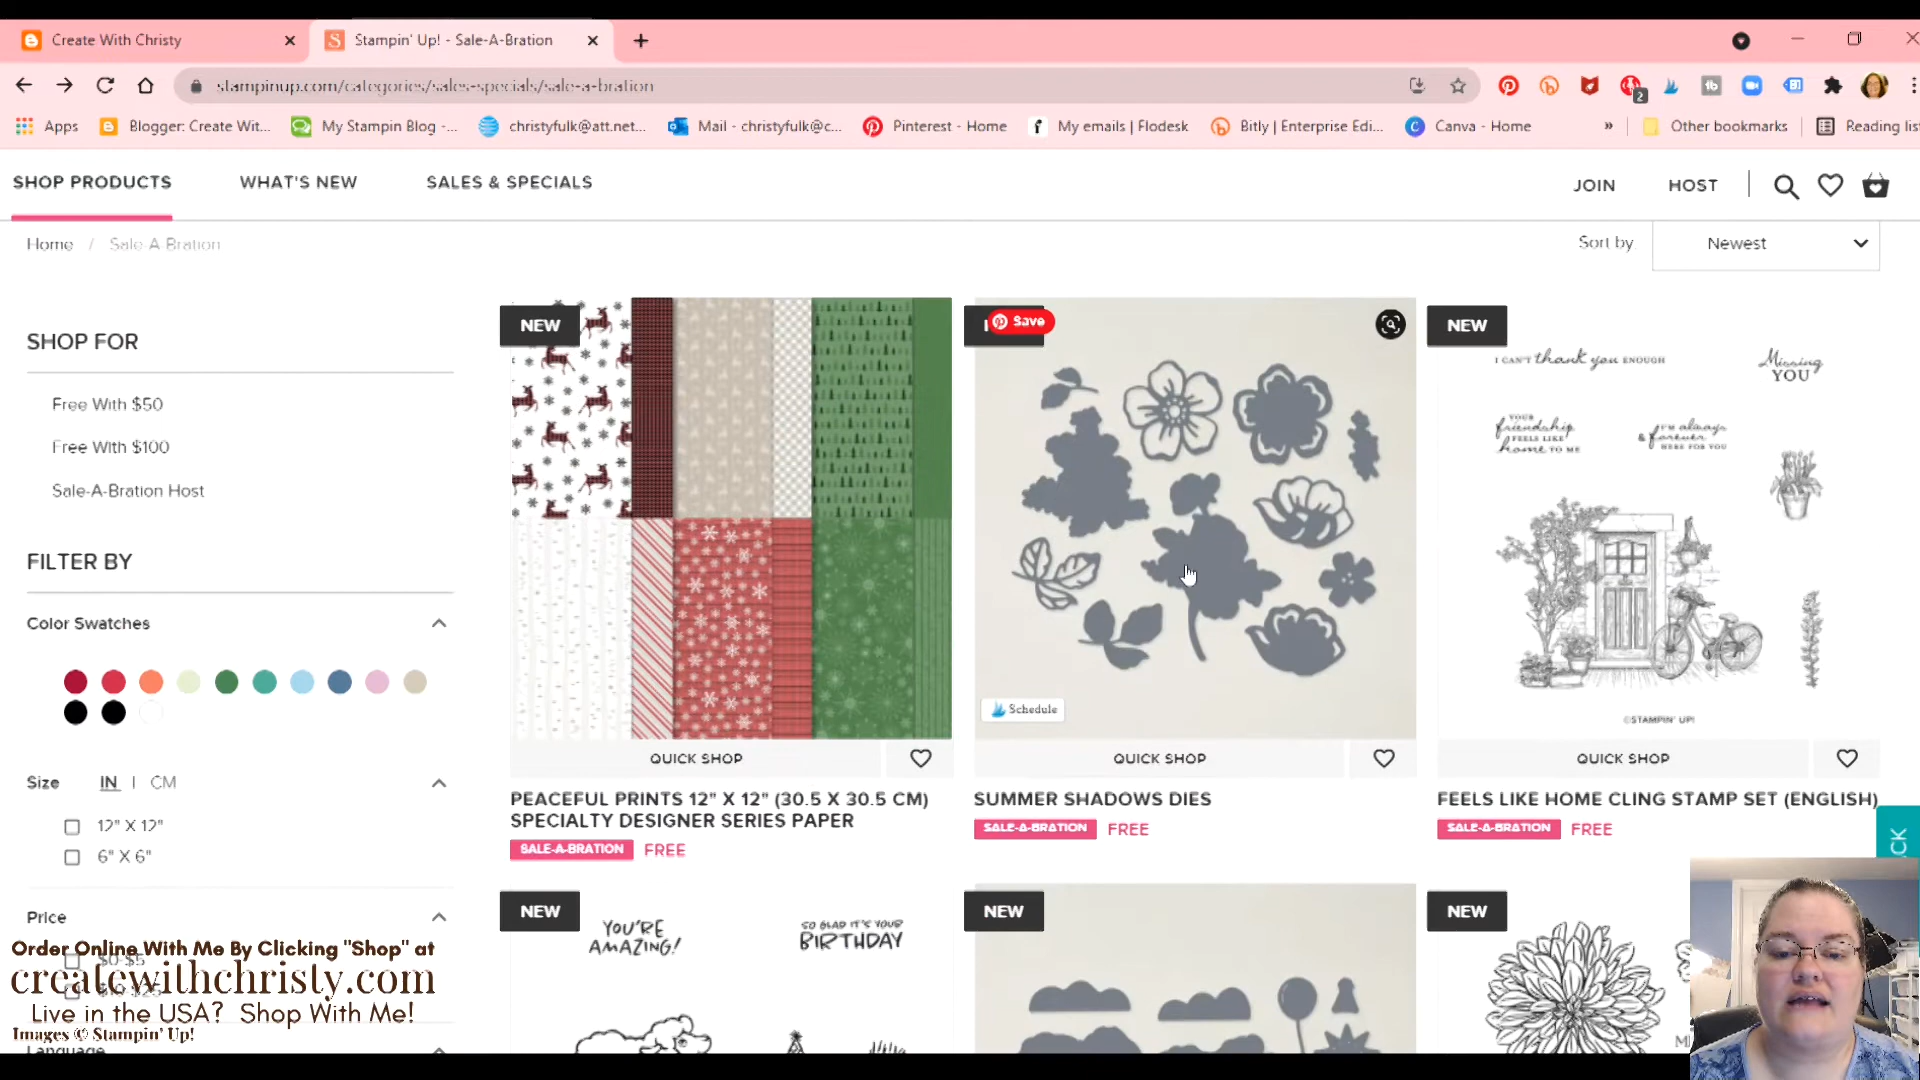 Create With Christy
Stampin' Up! - Sale-A-Bration
stampinup.com/categories/sales-specials/sale-a-bration
2
Apps
Blogger: Create Wit...
My Stampin Blog -...
christyfulk@att.net...
Mail - christyfulk@c...
Pinterest - Home
My emails | Flodesk
Bitly | Enterprise Edi...
Canva - Home
»
Other bookmarks
Reading list
SHOP PRODUCTS
WHAT'S NEW
SALES & SPECIALS
JOIN
HOST
Home / Sale-A-Bration
Sort by
Newest
SHOP FOR
Free With $50
Free With $100
Sale-A-Bration Host
FILTER BY
Color Swatches
Size IN | CM
12" X 12"
6" X 6"
Price
$0-$5
Order Online With Me By Clicking "Shop" at
createwithchristy.com
Live in the USA? Shop With Me!
Images © Stampin' Up!
Language
NEW
QUICK SHOP
PEACEFUL PRINTS 12" X 12" (30.5 X 30.5 CM)
SPECIALTY DESIGNER SERIES PAPER
SALE-A-BRATION FREE
Save
Schedule
QUICK SHOP
SUMMER SHADOWS DIES
SALE-A-BRATION FREE
NEW
I CAN'T thank you ENOUGH
Missing
YOU
YOUR
friendship
FEELS LIKE
home TO ME
I'M always
& forever
HERE FOR YOU
©STAMPIN' UP!
QUICK SHOP
FEELS LIKE HOME CLING STAMP SET (ENGLISH)
SALE-A-BRATION FREE
NEW
YOU'RE
AMAZING!
SO GLAD IT'S YOUR
BIRTHDAY
NEW
NEW